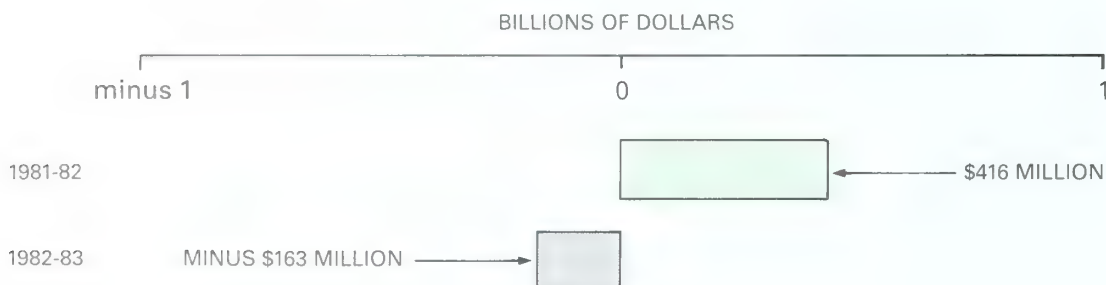 BILLIONS OF DOLLARS
minus 1 0 1
1981-82 $416 MILLION
1982-83 MINUS $163 MILLION